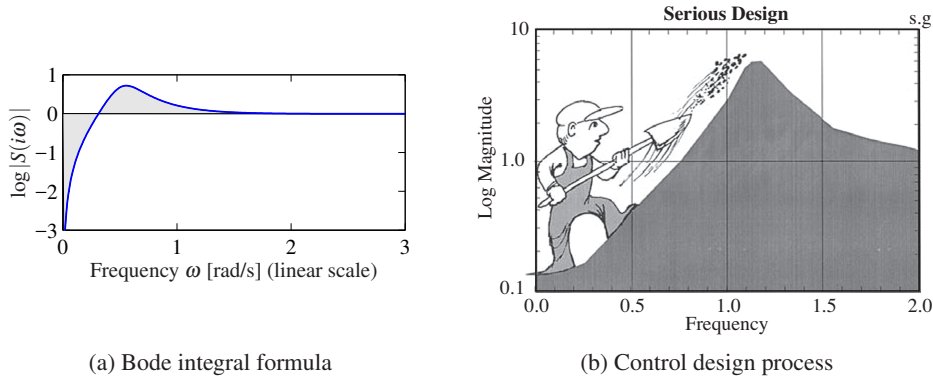 1
0
−1
−2
−3
log |S(iω)|
0
1
2
3
Frequency ω [rad/s] (linear scale)
(a) Bode integral formula
Serious Design
s.g
10
1.0
0.1
Log Magnitude
0.0
0.5
1.0
1.5
2.0
Frequency
(b) Control design process